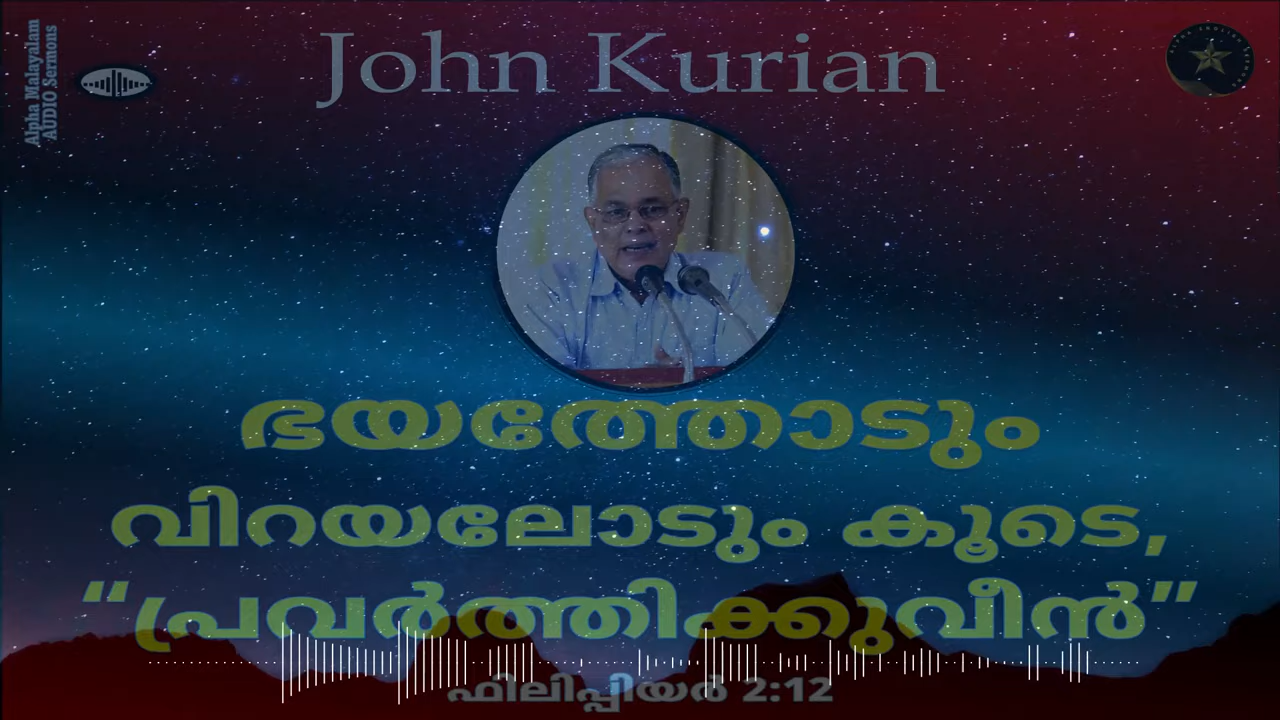 Alpha Malayalam
AUDIO Sermons
John Kurian
ഭയത്തോടും
വിറയലോടും കൂടെ,
“പ്രവർത്തിക്കുവീൻ”
ഫിലിപ്പിയർ 2:12